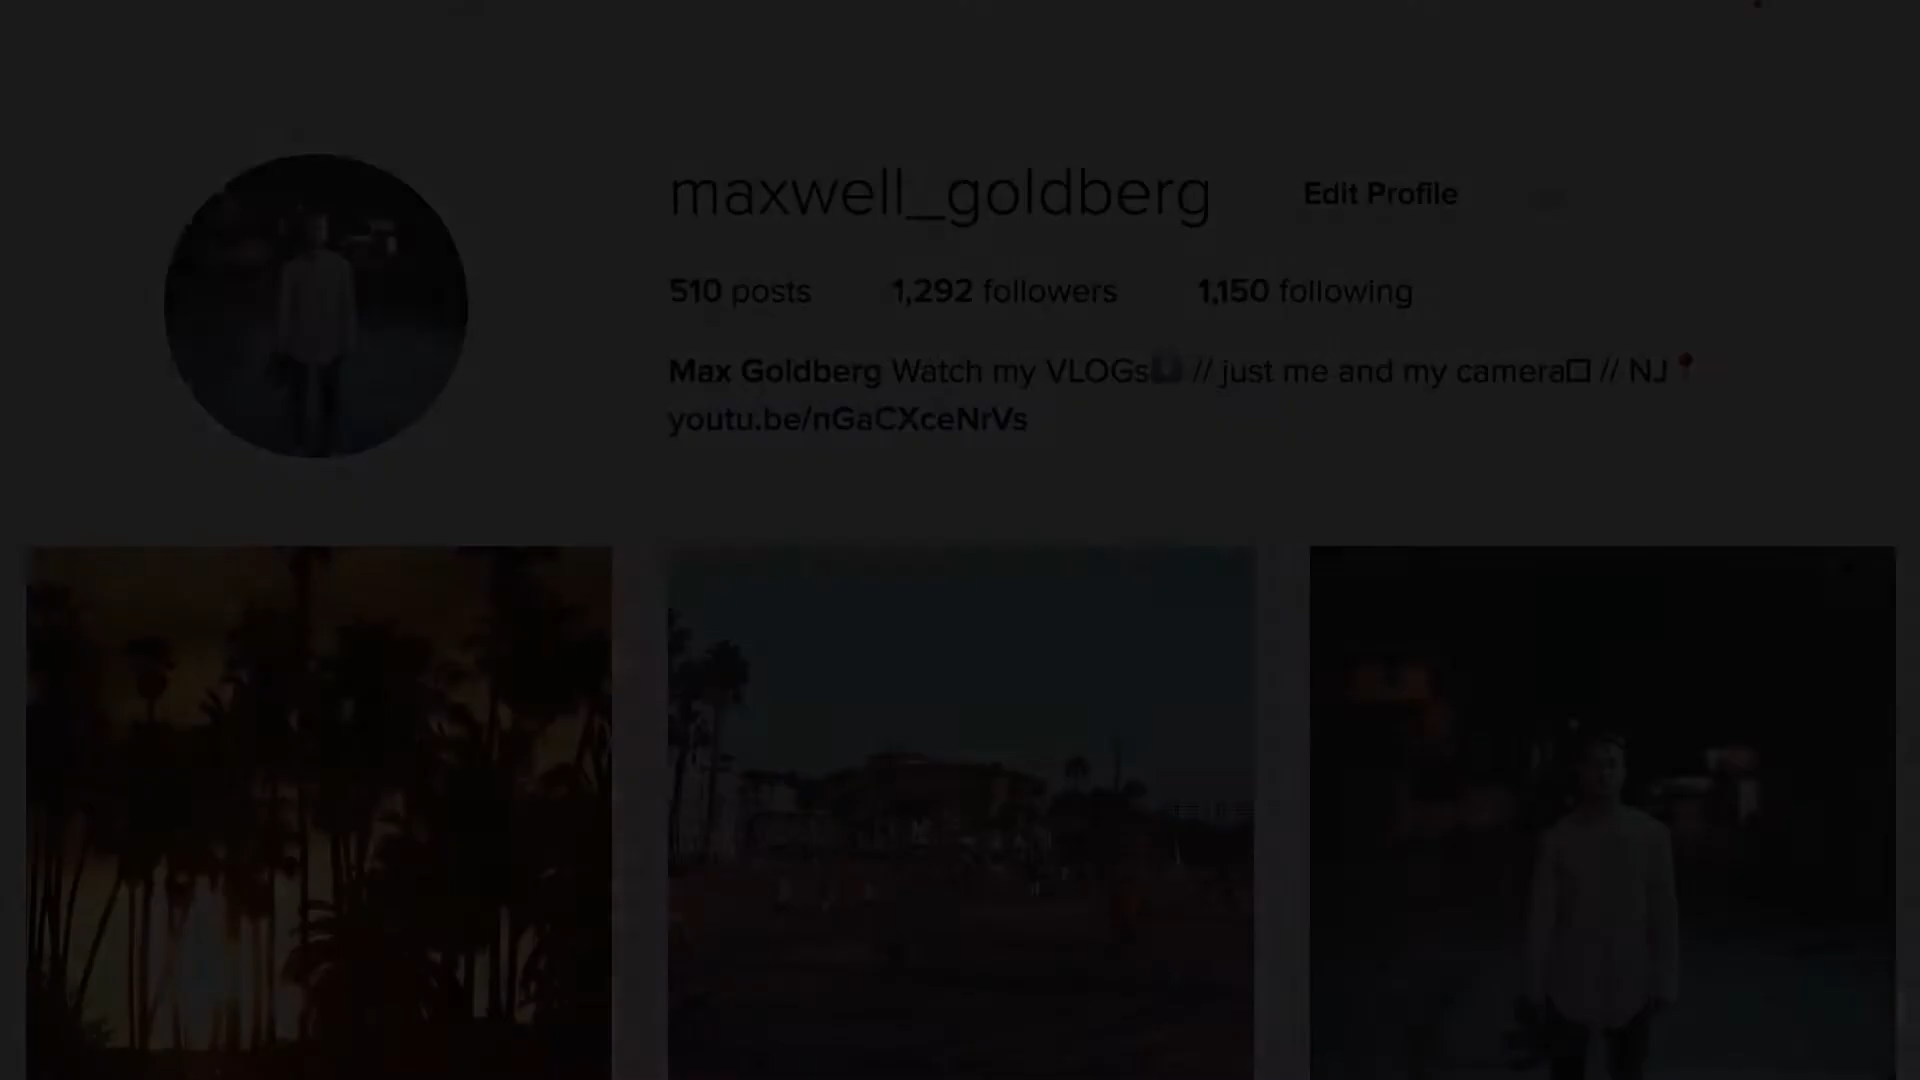 maxwell_goldberg Edit Profile
510 posts 1,292 followers 1,150 following
Max Goldberg Watch my VLOGs⬇️ // just me and my camera□ // NJ📍
youtu.be/nGaCXceNrVs